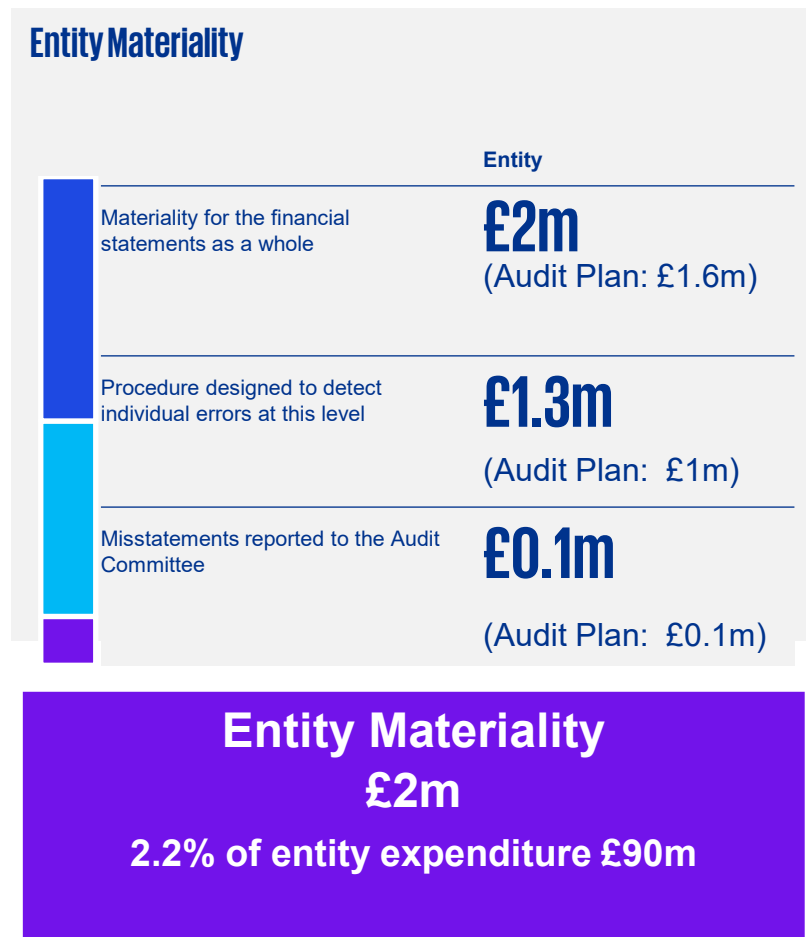 Entity Materiality
Entity
Materiality for the financial
statements as a whole
£2m
(Audit Plan: £1.6m)
Procedure designed to detect
individual errors at this level
£1.3m
(Audit Plan:  £1m)
Misstatements reported to the Audit
Committee
£0.1m
(Audit Plan:  £0.1m)
Entity Materiality
£2m
2.2% of entity expenditure £90m